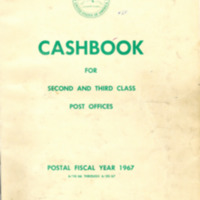 CASHBOOK
FOR
SECOND AND THIRD CLASS
POST OFFICES
POSTAL FISCAL YEAR 1967